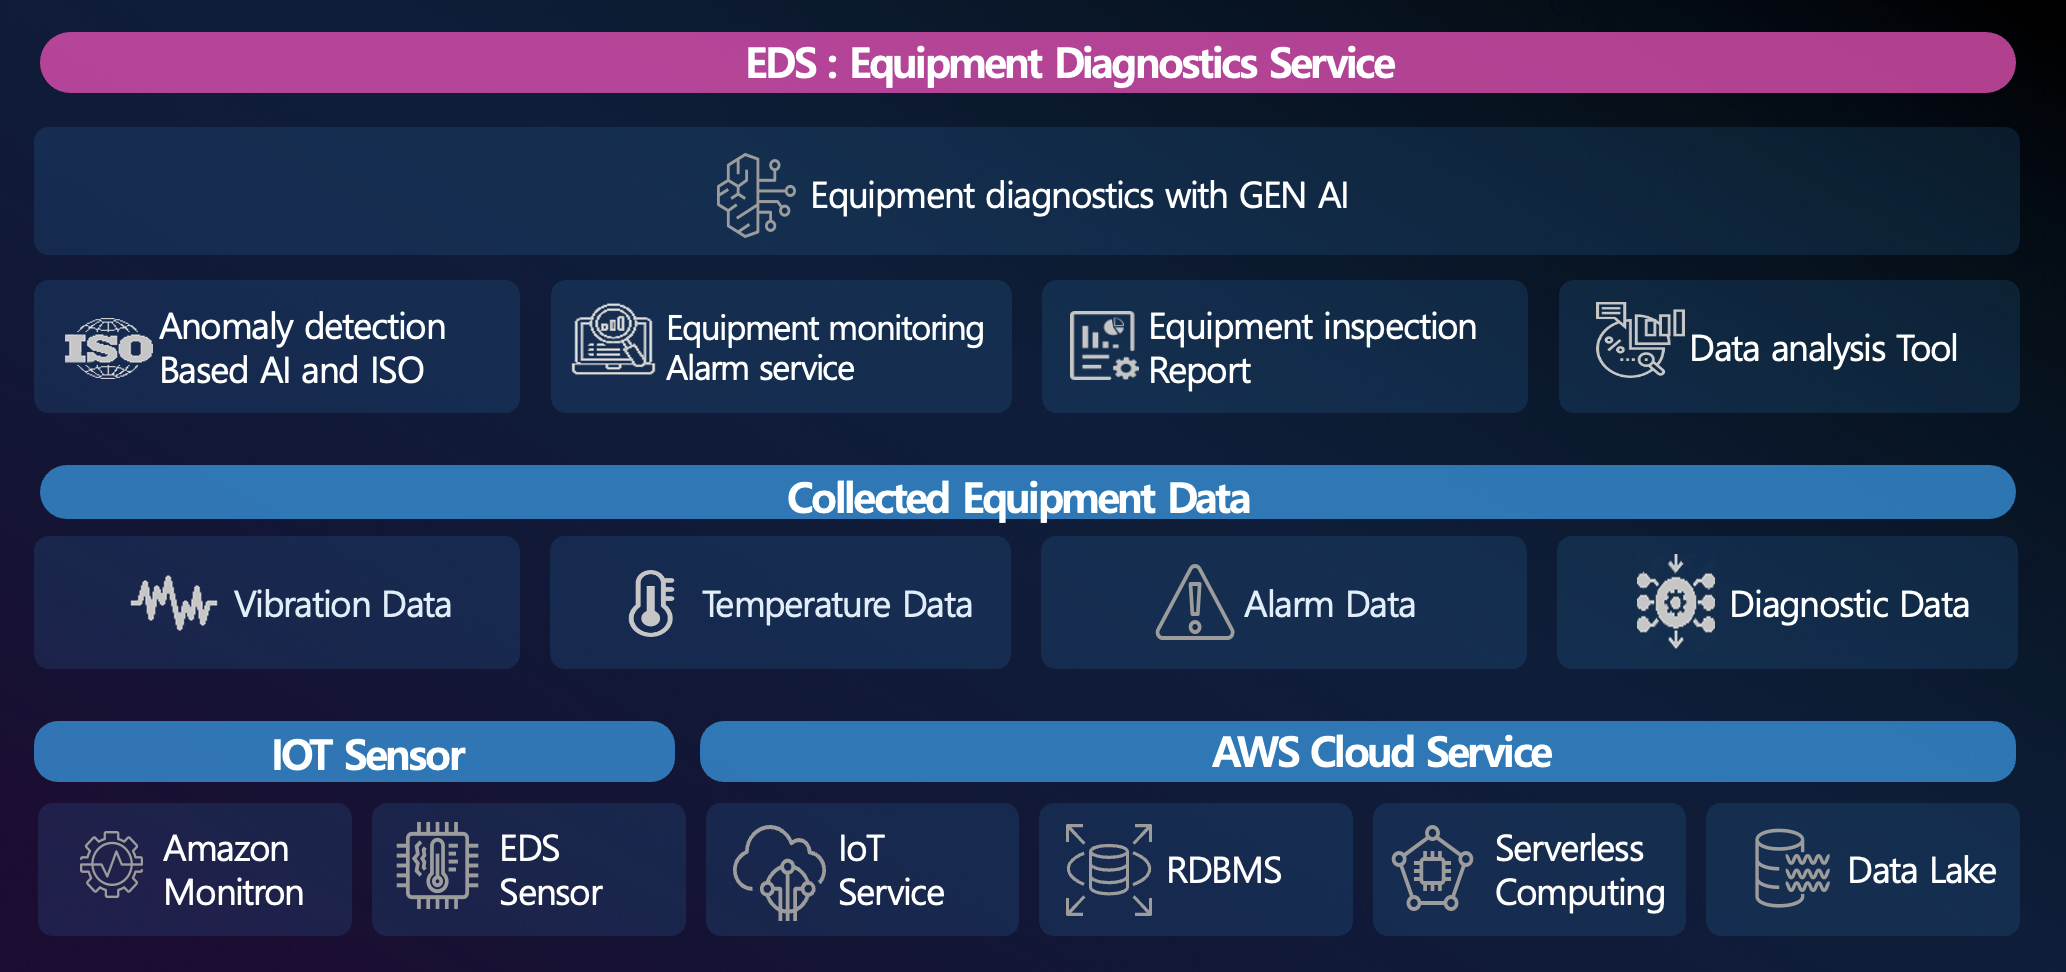 EDS : Equipment Diagnostics Service
Equipment diagnostics with GEN AI
ISO
Anomaly detection
Based AI and ISO
Equipment monitoring
Alarm service
Equipment inspection
Report
Data analysis Tool
Collected Equipment Data
Vibration Data
Temperature Data
Alarm Data
Diagnostic Data
IOT Sensor
AWS Cloud Service
Amazon
Monitron
EDS
Sensor
IoT
Service
RDBMS
Serverless
Computing
Data Lake